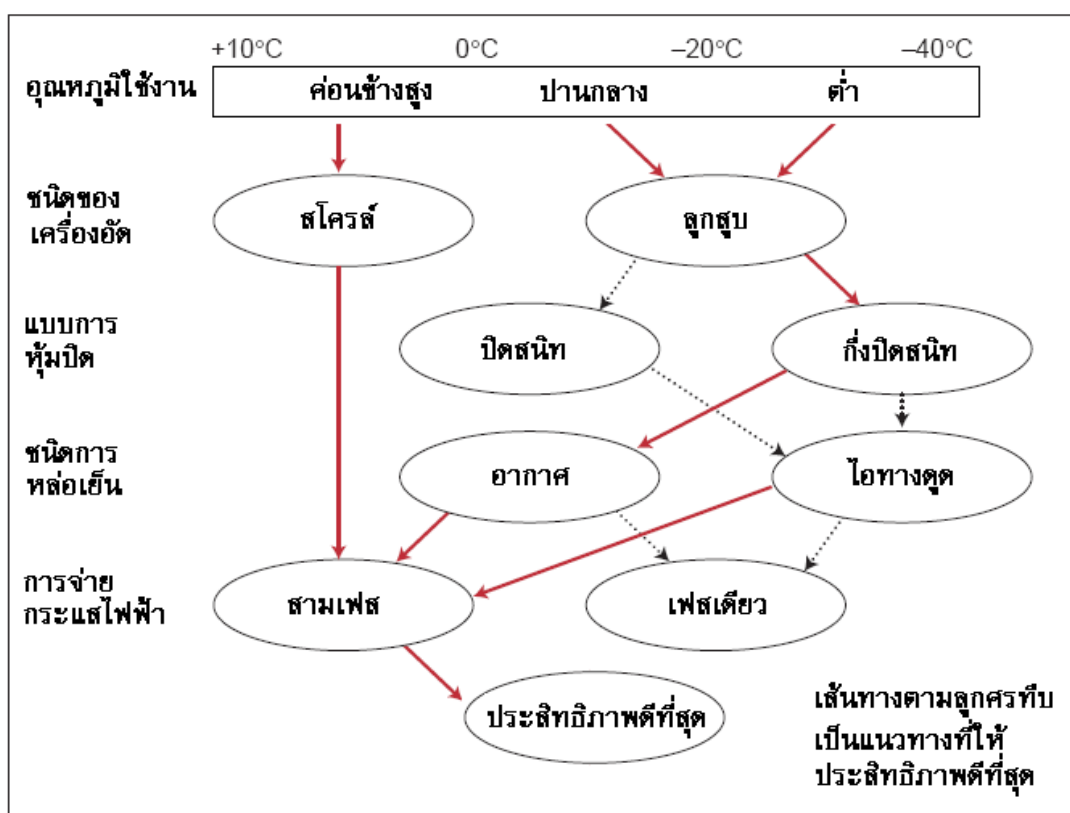 +10°C 0°C –20°C –40°C
อุณหภูมิใช้งาน ค่อนข้างสูง ปานกลาง ต่ำ
ชนิดของ
เครื่องอัด
สโครล์ ลูกสูบ
แบบการ
หุ้มปิด
ปิดสนิท กึ่งปิดสนิท
ชนิดการ
หล่อเย็น
อากาศ ไอทางดูด
การจ่าย
กระแสไฟฟ้า
สามเฟส เฟสเดียว
ประสิทธิภาพดีที่สุด
เส้นทางตามลูกศรทึบ
เป็นแนวทางที่ให้
ประสิทธิภาพดีที่สุด